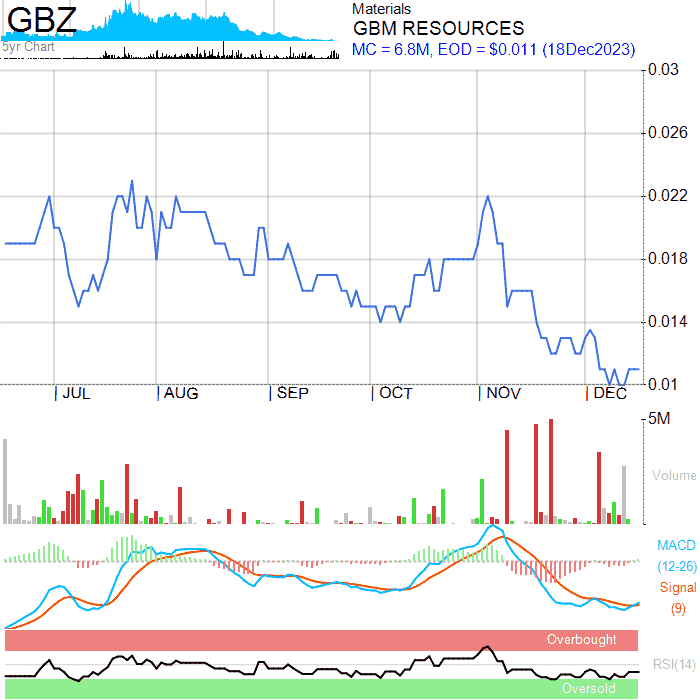 GBZ
5yr Chart
Materials
GBM RESOURCES
MC = 6.8M, EOD = $0.011 (18Dec2023)
0.03
0.026
0.022
0.018
0.014
0.01
JUL AUG SEP OCT NOV DEC
5M
Volume
MACD
(12-26)
Signal
(9)
Overbought
RSI(14)
Oversold